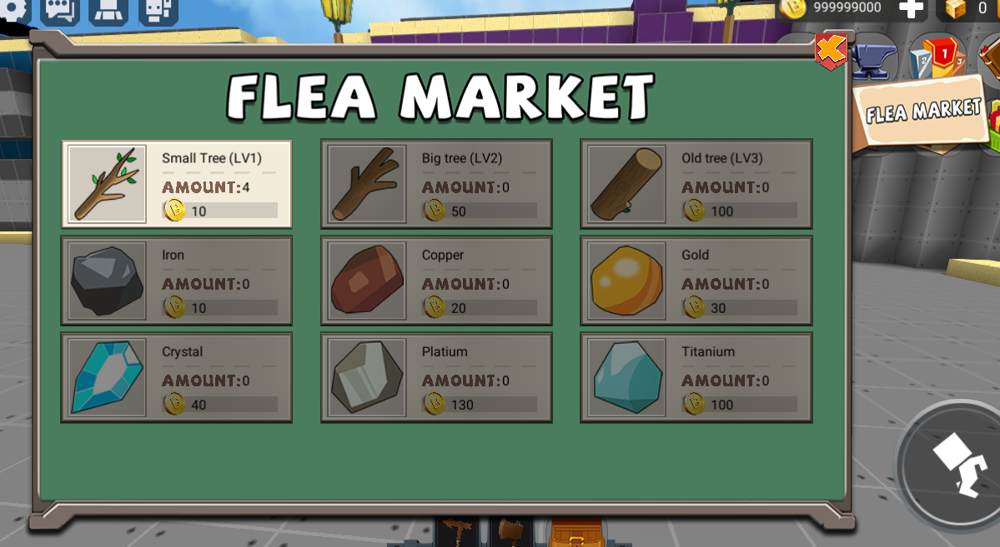 999999000
0
FLEA MARKET
1
2
3
FLEA MARKET
Small Tree (LV1)
AMOUNT:4
10
Big tree (LV2)
AMOUNT:0
50
Old tree (LV3)
AMOUNT:0
100
Iron
AMOUNT:0
10
Copper
AMOUNT:0
20
Gold
AMOUNT:0
30
Crystal
AMOUNT:0
40
Platium
AMOUNT:0
130
Titanium
AMOUNT:0
100